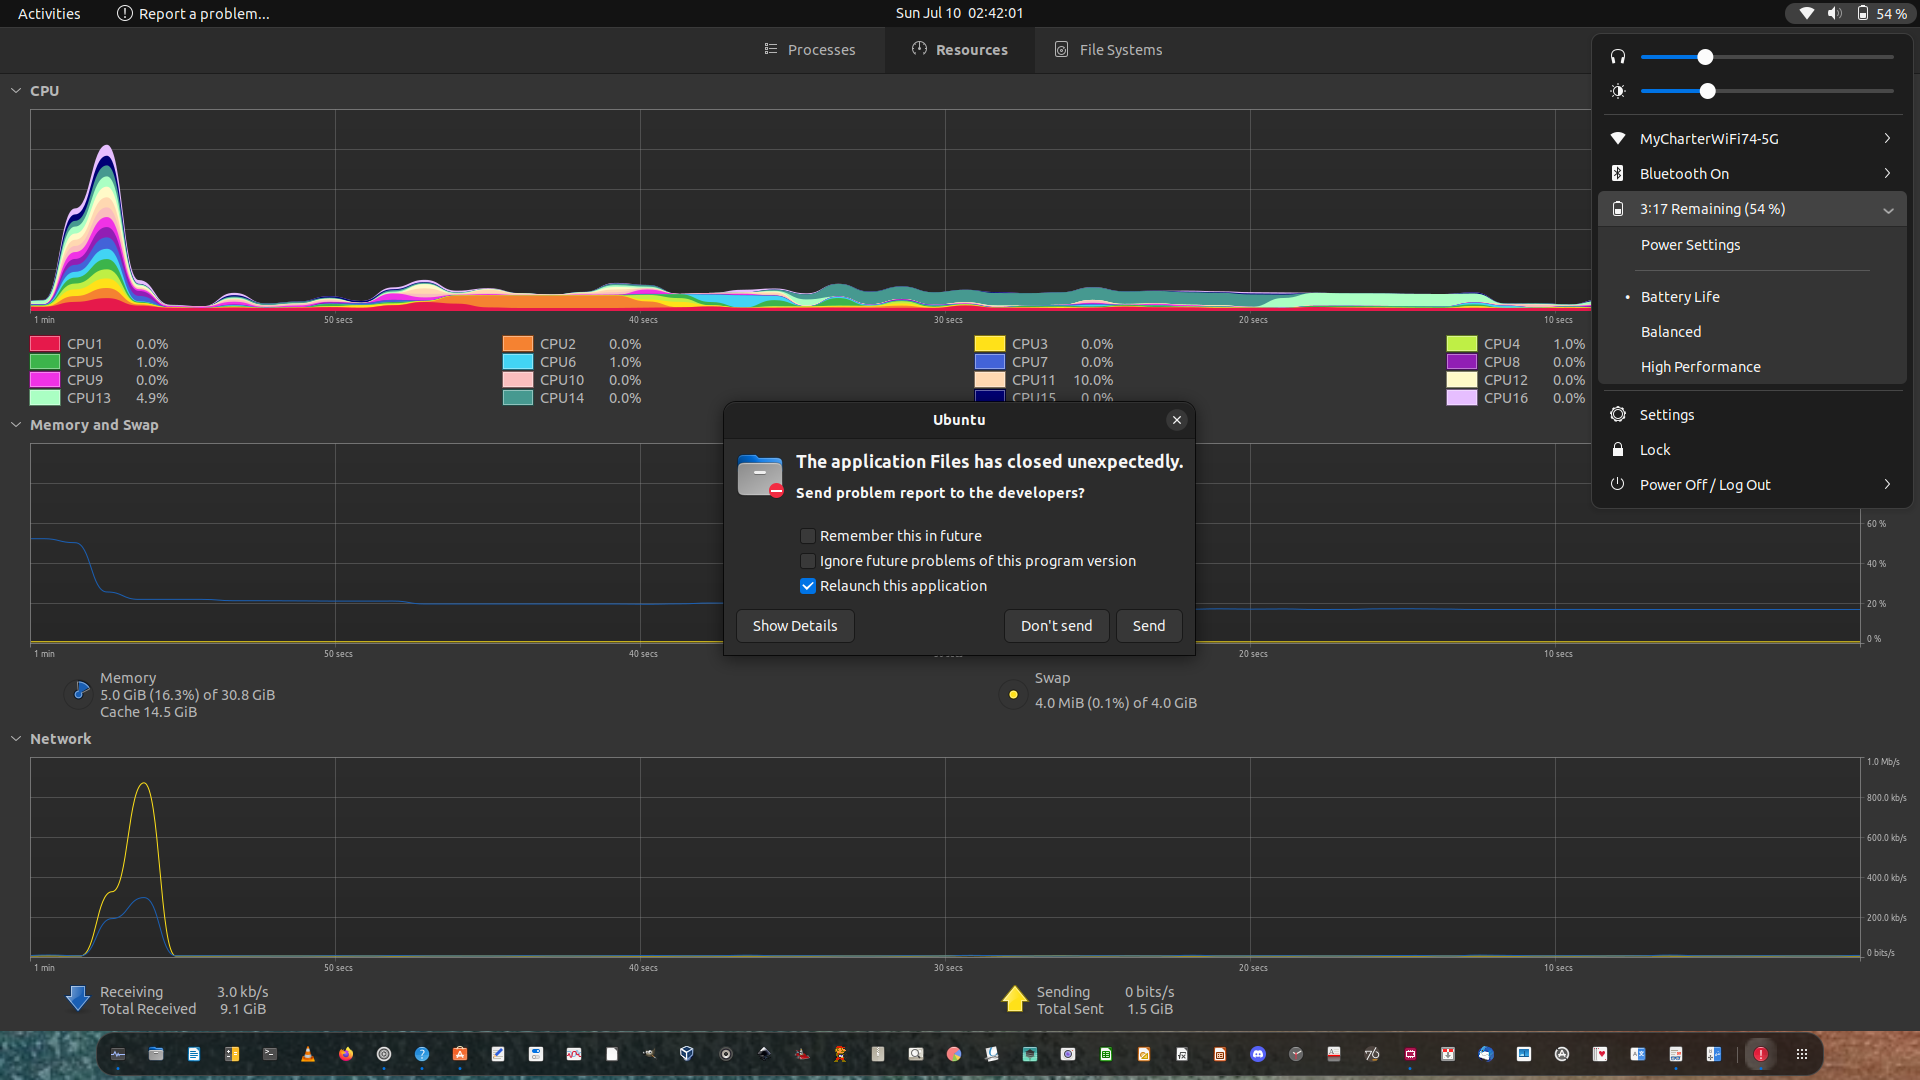 Activities
Report a problem...
Sun Jul 10 02:42:01
54 %
Processes
Resources
File Systems
CPU
1 min
50 secs
40 secs
30 secs
20 secs
10 secs
CPU1 0.0%
CPU2 0.0%
CPU3 0.0%
CPU4 1.0%
CPU5 1.0%
CPU6 1.0%
CPU7 0.0%
CPU8 0.0%
CPU9 0.0%
CPU10 0.0%
CPU11 10.0%
CPU12 0.0%
CPU13 4.9%
CPU14 0.0%
CPU15 0.0%
CPU16 0.0%
MyCharterWiFi74-5G
Bluetooth On
3:17 Remaining (54 %)
Power Settings
Battery Life
Balanced
High Performance
Settings
Lock
Power Off / Log Out
Memory and Swap
60 %
40 %
20 %
0 %
1 min
50 secs
40 secs
20 secs
10 secs
Ubuntu
The application Files has closed unexpectedly.
Send problem report to the developers?
Remember this in future
Ignore future problems of this program version
Relaunch this application
Show Details
Don't send
Send
Memory
5.0 GiB (16.3%) of 30.8 GiB
Cache 14.5 GiB
Swap
4.0 MiB (0.1%) of 4.0 GiB
Network
1.0 Mb/s
800.0 kb/s
600.0 kb/s
400.0 kb/s
200.0 kb/s
0 bits/s
1 min
50 secs
40 secs
30 secs
20 secs
10 secs
Receiving 3.0 kb/s
Total Received 9.1 GiB
Sending 0 bits/s
Total Sent 1.5 GiB